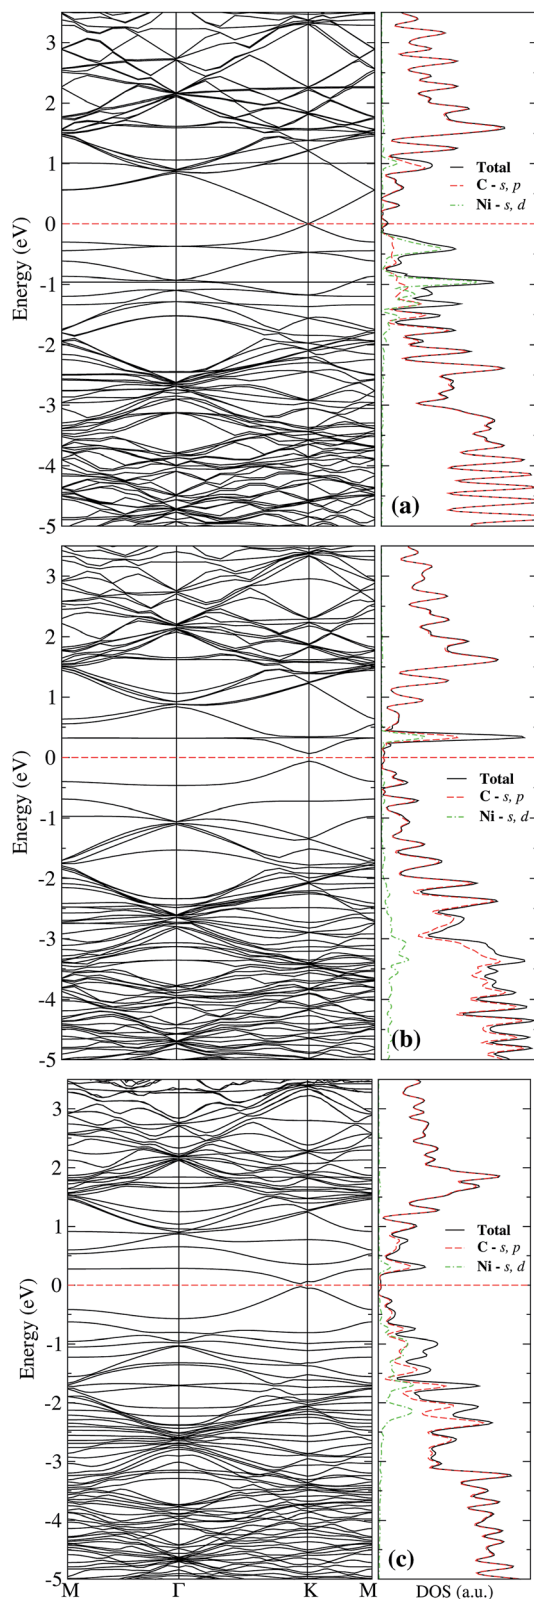 3
2
1
0
-1
-2
-3
-4
-5
Energy (eV)
Total
C - s, p
Ni - s, d
(a)
3
2
1
0
-1
-2
-3
-4
-5
Energy (eV)
Total
C - s, p
Ni - s, d
(b)
3
2
1
0
-1
-2
-3
-4
-5
Energy (eV)
Total
C - s, p
Ni - s, d
(c)
M Γ K M DOS (a.u.)